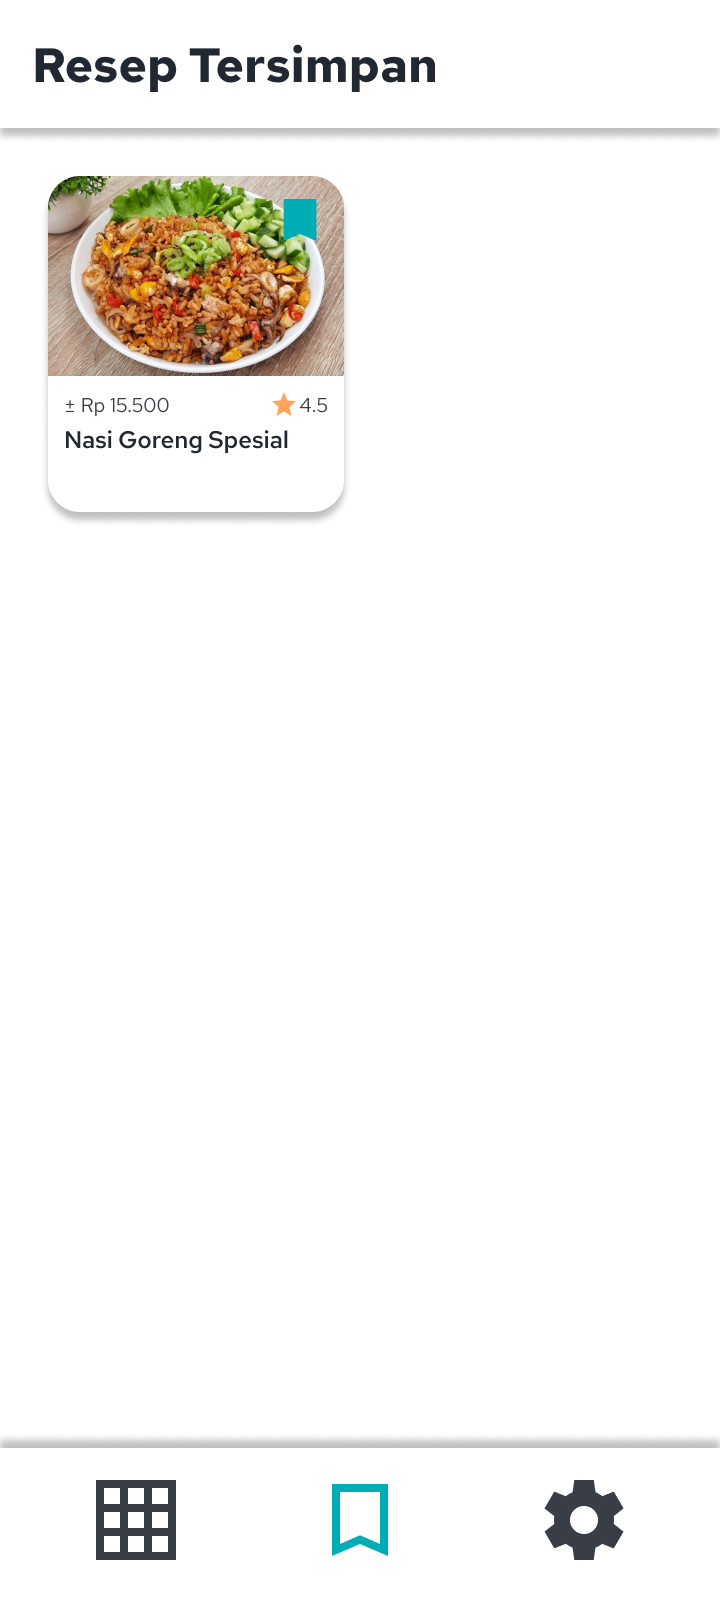 Resep Tersimpan
± Rp 15.500
4.5
Nasi Goreng Spesial